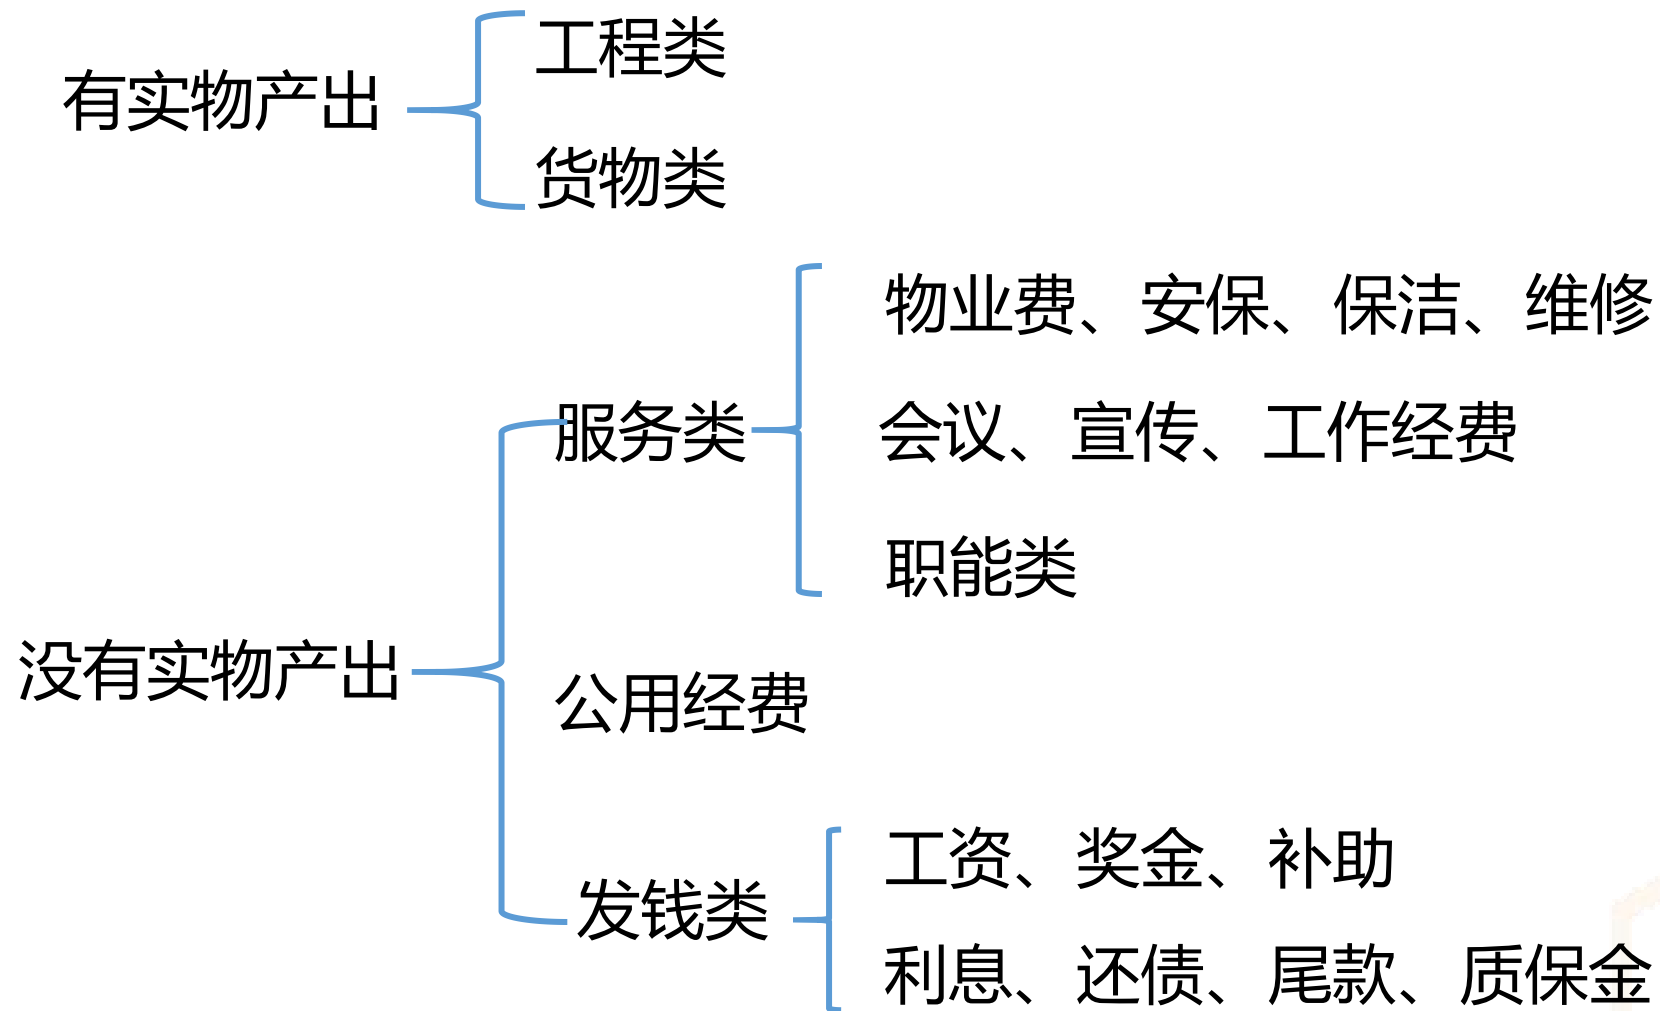 工程类
有实物产出
货物类
物业费、安保、保洁、维修
服务类
会议、宣传、工作经费
职能类
没有实物产出
公用经费
工资、奖金、补助
发钱类
利息、还债、尾款、质保金